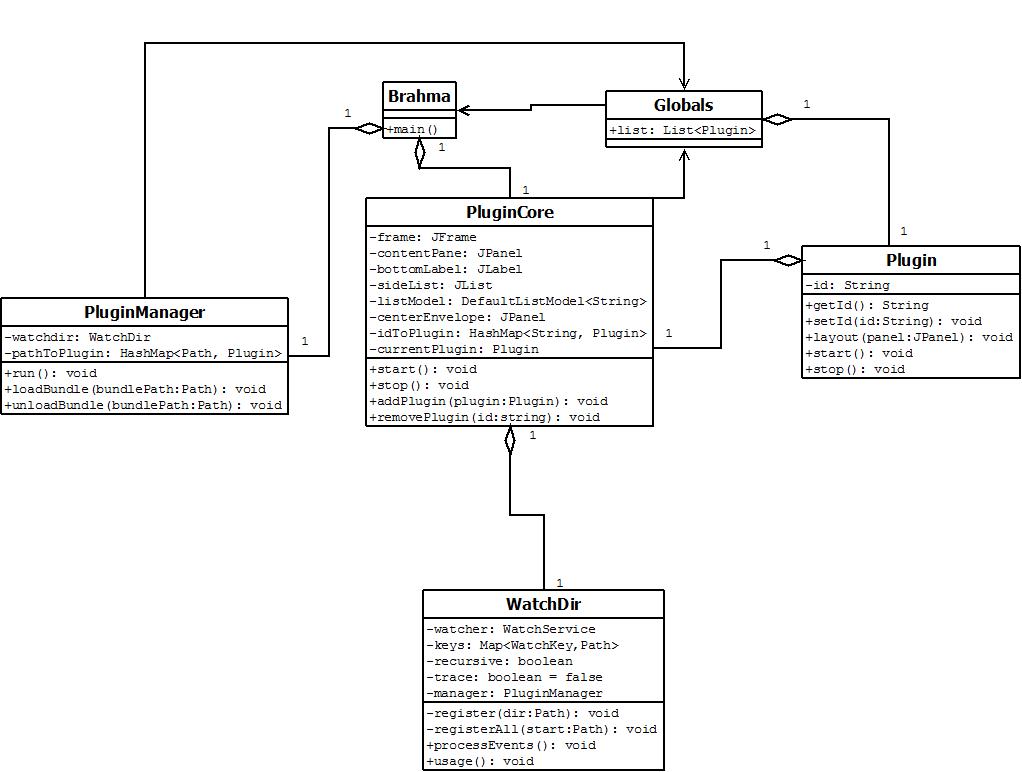 Brahma
+main()
1
1
1
Globals
+list: List<Plugin>
1
1
PluginCore
-frame: JFrame
-contentPane: JPanel
-bottomLabel: JLabel
-sideList: JList
-listModel: DefaultListModel<String>
-centerEnvelope: JPanel
-idToPlugin: HashMap<String, Plugin>
-currentPlugin: Plugin
+start(): void
+stop(): void
+addPlugin(plugin:Plugin): void
+removePlugin(id:string): void
1
1
1
Plugin
-id: String
+getId(): String
+setId(id:String): void
+layout(panel:JPanel): void
+start(): void
+stop(): void
PluginManager
-watchdir: WatchDir
-pathToPlugin: HashMap<Path, Plugin>
+run(): void
+loadBundle(bundlePath:Path): void
+unloadBundle(bundlePath:Path): void
1
1
WatchDir
-watcher: WatchService
-keys: Map<WatchKey,Path>
-recursive: boolean
-trace: boolean = false
-manager: PluginManager
-register(dir:Path): void
-registerAll(start:Path): void
+processEvents(): void
+usage(): void